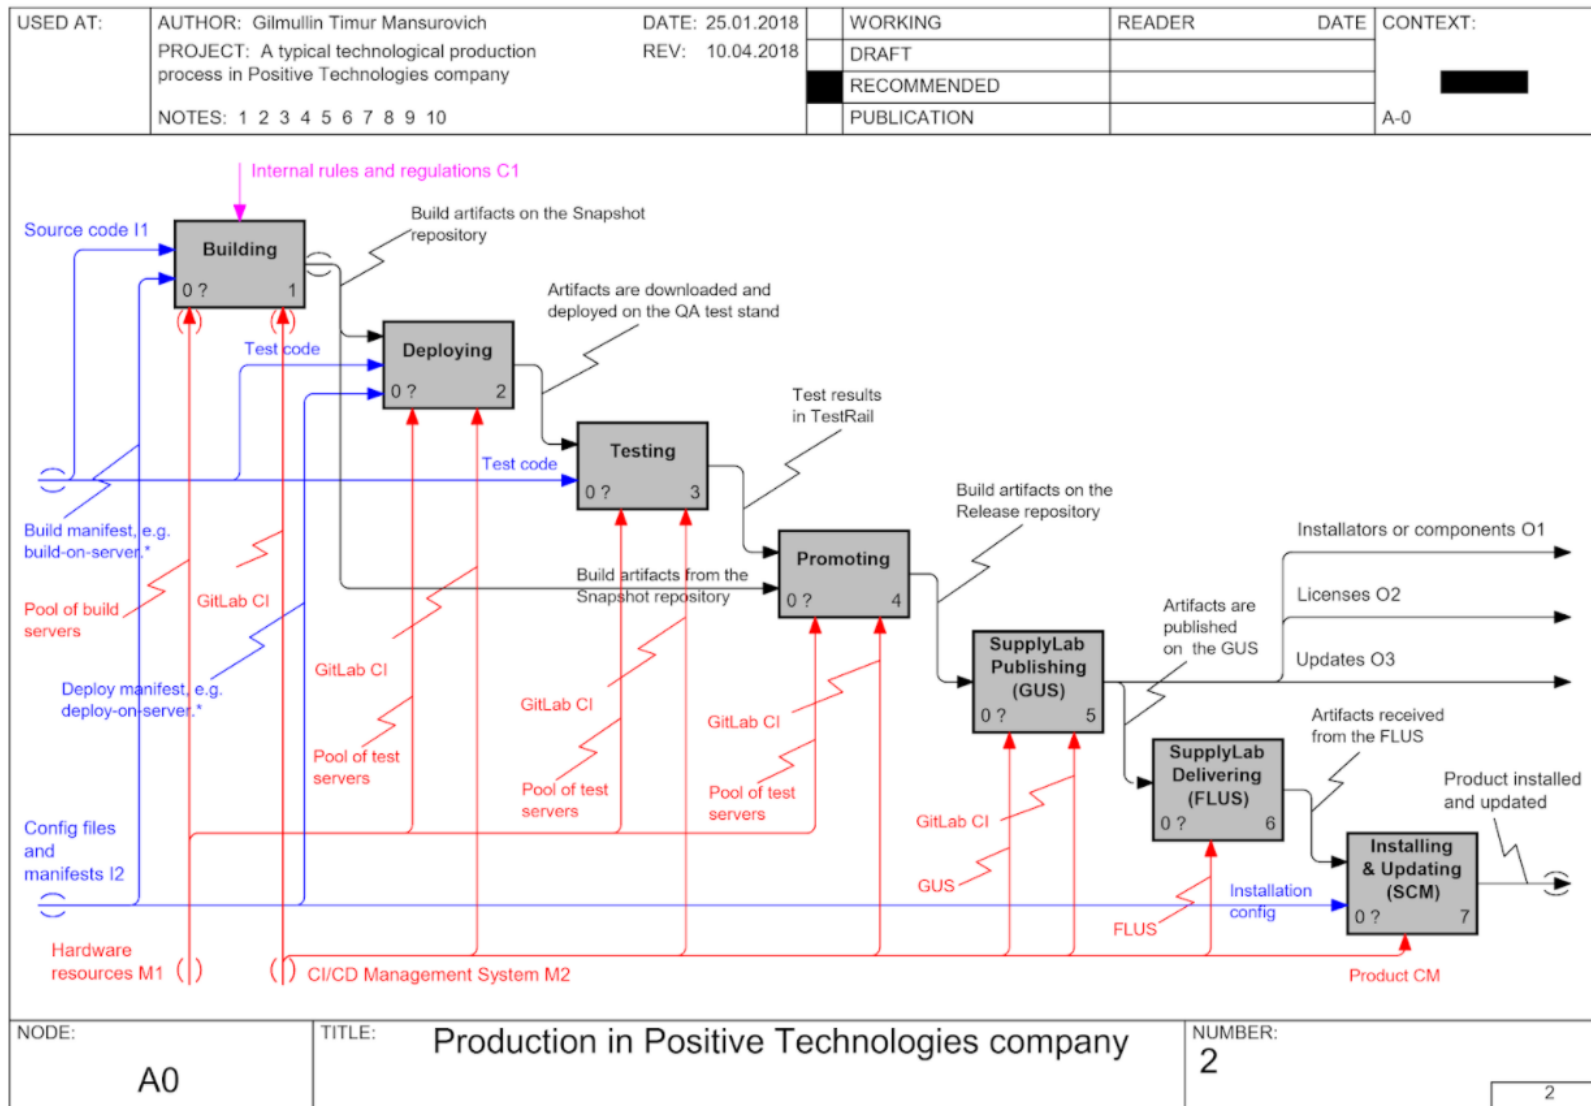 USED AT:
AUTHOR: Gilmullin Timur Mansurovich
DATE: 25.01.2018
PROJECT: A typical technological production
process in Positive Technologies company
REV: 10.04.2018
NOTES: 1 2 3 4 5 6 7 8 9 10
WORKING
DRAFT
RECOMMENDED
PUBLICATION
READER
DATE
CONTEXT:
A-0
Internal rules and regulations C1
Source code I1
Building
0 ?
1
Build artifacts on the Snapshot
repository
Artifacts are downloaded and
deployed on the QA test stand
Test code
Deploying
0 ?
2
Test results
in TestRail
Test code
Testing
0 ?
3
Build manifest, e.g.
build-on-server.*
Build artifacts on the
Release repository
Installators or components O1
Promoting
0 ?
4
Build artifacts from the
Snapshot repository
Pool of build
servers
GitLab CI
Licenses O2
Artifacts are
published
on the GUS
Updates O3
SupplyLab
Publishing
(GUS)
0 ?
5
GitLab CI
Deploy manifest, e.g.
deploy-on-server.*
GitLab CI
GitLab CI
Artifacts received
from the FLUS
Pool of test
servers
Pool of test
servers
Pool of test
servers
SupplyLab
Delivering
(FLUS)
0 ?
6
Product installed
and updated
Config files
and
manifests I2
GitLab CI
GUS
Installing
& Updating
(SCM)
0 ?
7
Installation
config
FLUS
Hardware
resources M1
CI/CD Management System M2
Product CM
NODE:
A0
TITLE:
Production in Positive Technologies company
NUMBER:
2
2